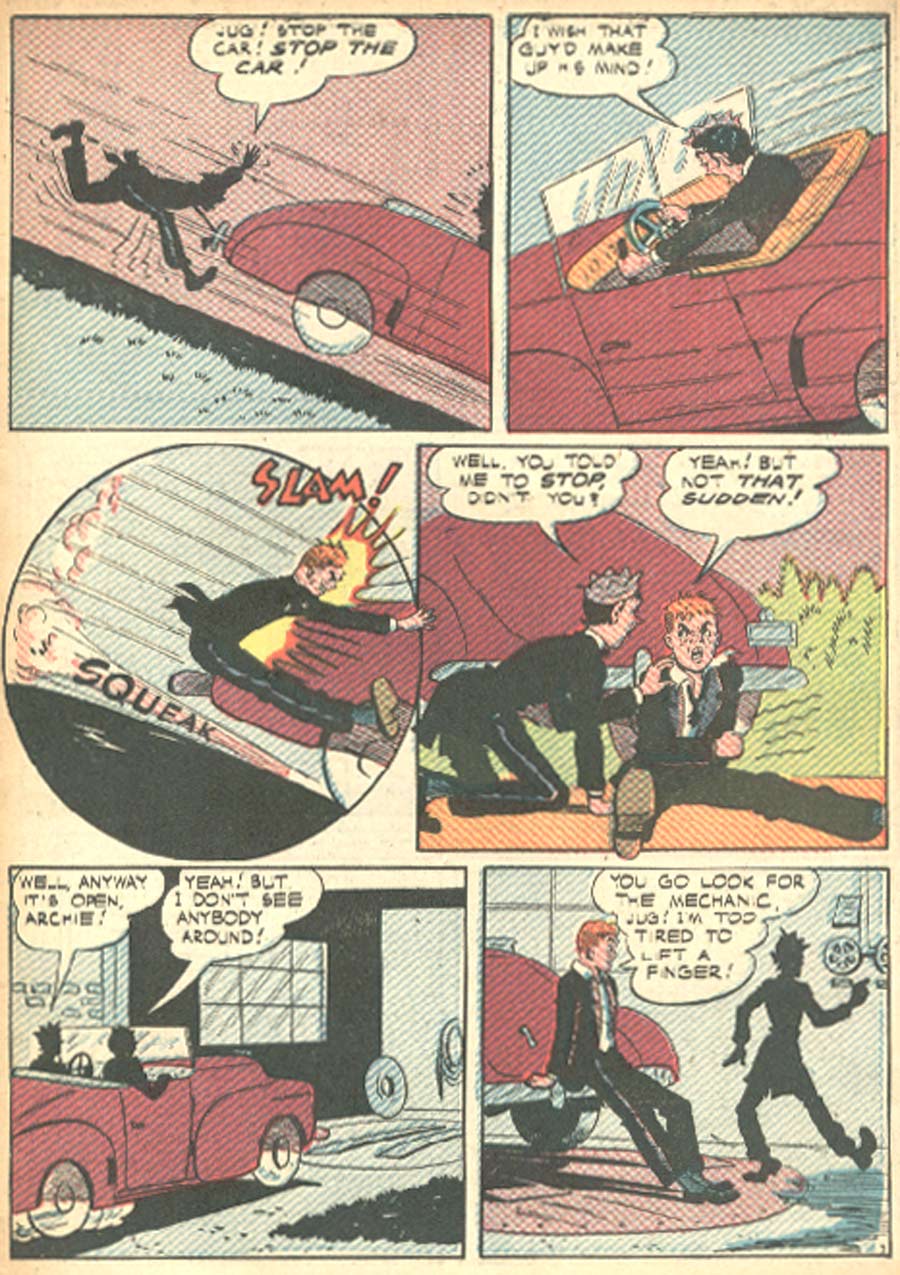 JUG! STOP THE
CAR! STOP THE
CAR!
I WISH THAT
GUY'D MAKE
UP HIS MIND!
SLAM!
SQUEAK
WELL, YOU TOLD
ME TO STOP,
DIDN'T YOU?
YEAH! BUT
NOT THAT
SUDDEN!
WELL, ANYWAY
IT'S OPEN,
ARCHIE!
YEAH! BUT
I DON'T SEE
ANYBODY
AROUND!
YOU GO LOOK FOR
THE MECHANIC,
JUG! I'M TOO
TIRED TO
LIFT A
FINGER!